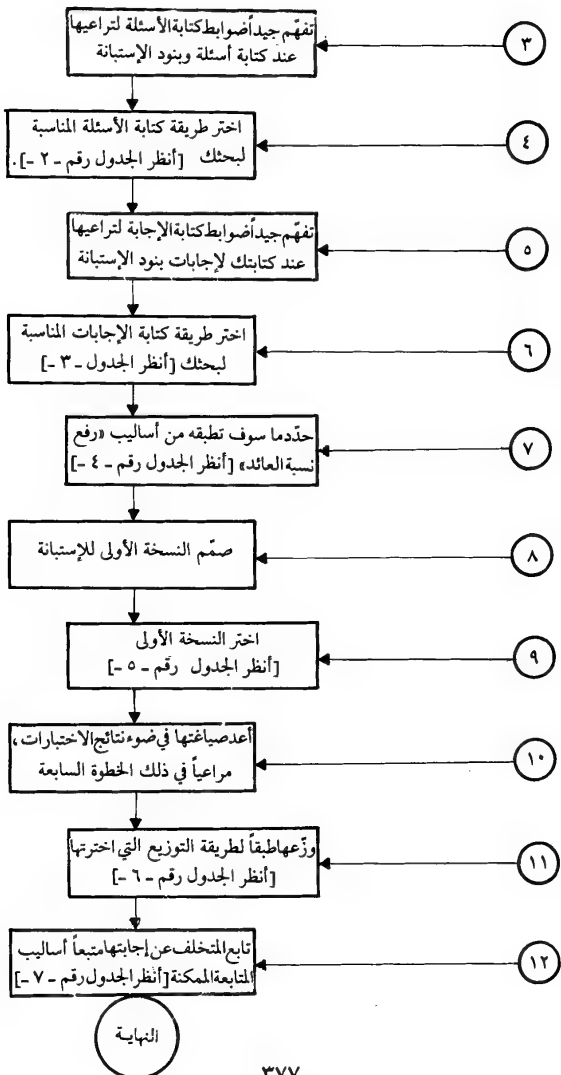 تفهّم جيداً ضوابط كتابة الأسئلة لتراعيها
عند كتابة أسئلة وبنود الإستبانة
٣
اختر طريقة كتابة الأسئلة المناسبة
لبحثك [أنظر الجدول رقم - ٢ -].
٤
تفهّم جيداً ضوابط كتابة الإجابة لتراعيها
عند كتابتك لإجابات بنود الإستبانة
٥
اختر طريقة كتابة الإجابات المناسبة
لبحثك [أنظر الجدول - ٣ -]
٦
حدّد ما سوف تطبقه من أساليب «رفع
نسبة العائد» [أنظر الجدول رقم - ٤ -]
٧
صمّم النسخة الأولى للإستبانة
٨
اختر النسخة الأولى
[أنظر الجدول رقم - ٥ -]
٩
أعد صياغتها في ضوء نتائج الاختبارات،
مراعياً في ذلك الخطوة السابعة
١٠
وزّعها طبقاً لطريقة التوزيع التي اخترتها
[أنظر الجدول رقم - ٦ -]
١١
تابع المتخلف عن إجابتها متبعاً أساليب
المتابعة الممكنة [أنظر الجدول رقم - ٧ -]
١٢
النهاية
٣٧٧